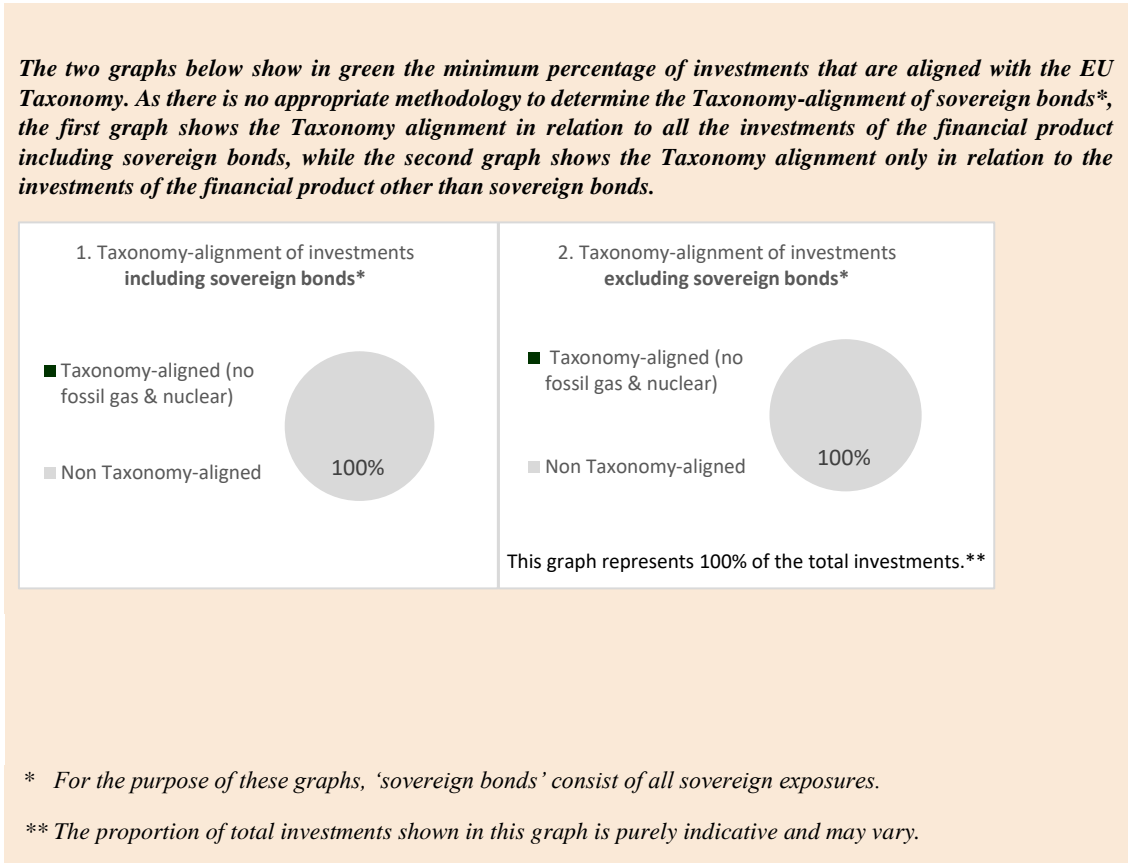 The two graphs below show in green the minimum percentage of investments that are aligned with the EU
Taxonomy. As there is no appropriate methodology to determine the Taxonomy-alignment of sovereign bonds*,
the first graph shows the Taxonomy alignment in relation to all the investments of the financial product
including sovereign bonds, while the second graph shows the Taxonomy alignment only in relation to the
investments of the financial product other than sovereign bonds.
1. Taxonomy-alignment of investments
including sovereign bonds*
Taxonomy-aligned (no
fossil gas & nuclear)
Non Taxonomy-aligned
100%
2. Taxonomy-alignment of investments
excluding sovereign bonds*
Taxonomy-aligned (no
fossil gas & nuclear)
Non Taxonomy-aligned
100%
This graph represents 100% of the total investments.**
* For the purpose of these graphs, ‘sovereign bonds’ consist of all sovereign exposures.
** The proportion of total investments shown in this graph is purely indicative and may vary.